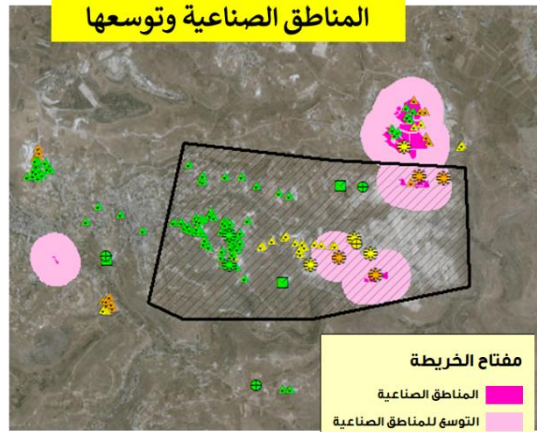 المناطق الصناعية وتوسعها
مفتاح الخريطة
المناطق الصناعية
التوسع للمناطق الصناعية